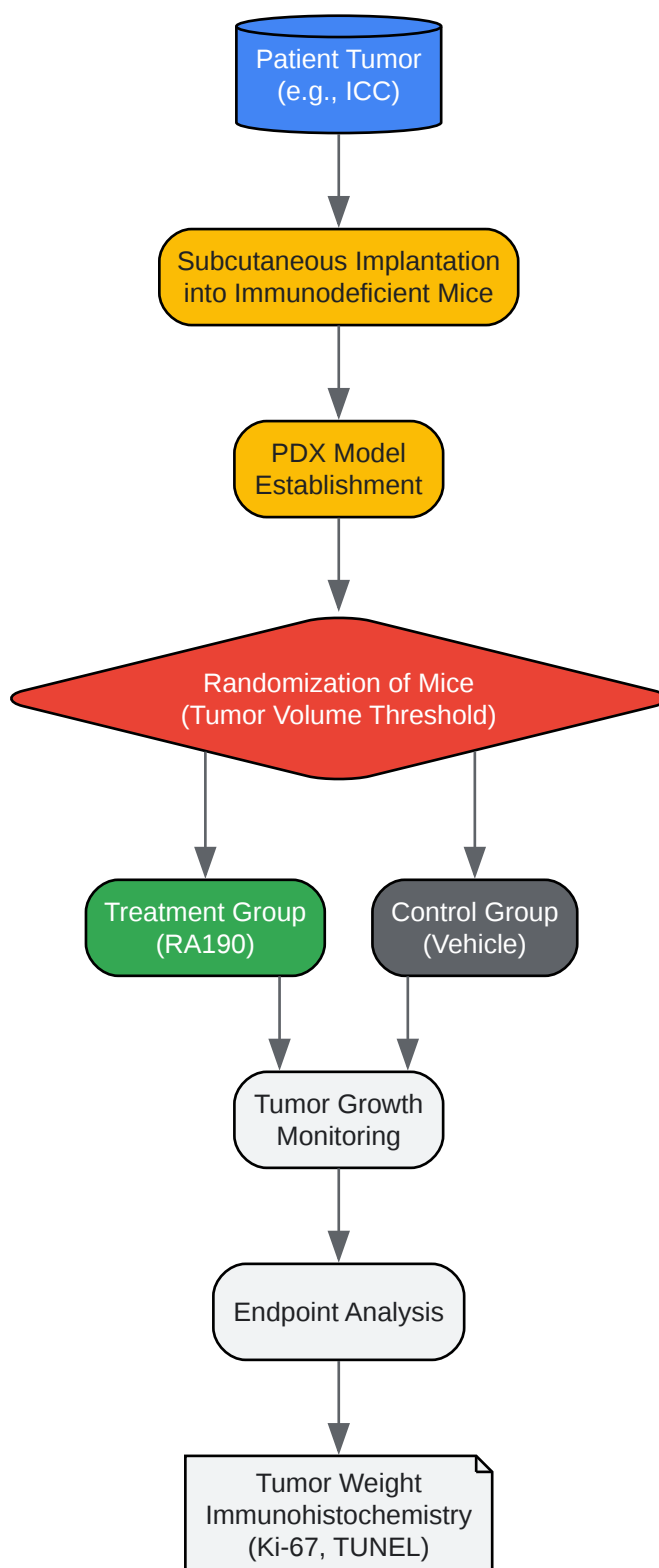 Patient Tumor
(e.g., ICC)
Subcutaneous Implantation
into Immunodeficient Mice
PDX Model
Establishment
Randomization of Mice
(Tumor Volume Threshold)
Treatment Group
(RA190)
Control Group
(Vehicle)
Tumor Growth
Monitoring
Endpoint Analysis
Tumor Weight
Immunohistochemistry
(Ki-67, TUNEL)